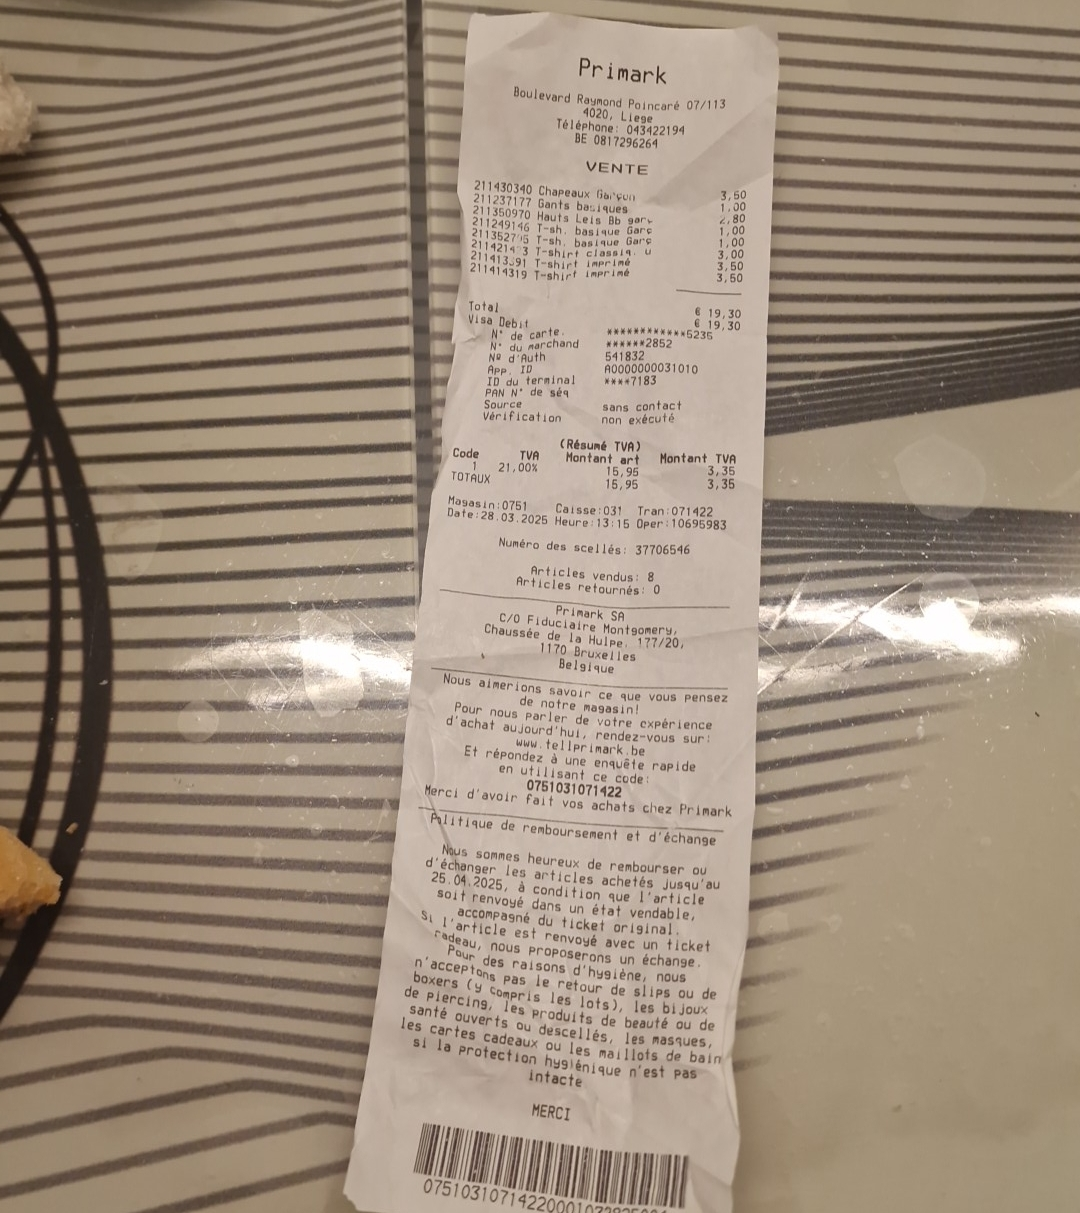 Primark
Boulevard Raymond Poincaré 07/113
4020, Liege
Téléphone: 043422194
BE 0817296264
VENTE
211430340 Chapeaux Garçon 3,50
211237177 Gants basiques 1,00
211350970 Hauts Leis Bb garç 2,80
211249146 T-sh. basique Garç 1,00
T-sh. basique Garç 1,00
T-shirt classiq. u 3,00
T-shirt imprimé 3,50
211414319 T-shirt imprimé 3,50
Total € 19,30
Visa Debit € 19,30
N° de carte. ************5235
N° du marchand ******2852
Nº d'Auth 541832
App. ID A0000000031010
ID du terminal ****7183
PAN N° de séq
Source sans contact
Vérification non exécuté
(Résumé TVA)
Code TVA Montant art Montant TVA
1 21,00% 15,95 3,35
TOTAUX 15,95 3,35
Magasin:0751 Caisse:031 Tran:071422
Date:28.03.2025 Heure:13:15 Oper:10695983
Numéro des scellés: 37706546
Articles vendus: 8
Articles retournés: 0
Primark SA
C/O Fiduciaire Montgomery,
Chaussée de la Hulpe, 177/20,
1170 Bruxelles
Belgique
Nous aimerions savoir ce que vous pensez
de notre magasin!
Pour nous parler de votre expérience
d'achat aujourd'hui, rendez-vous sur:
www.tellprimark.be
Et répondez à une enquête rapide
en utilisant ce code:
0751031071422
Merci d'avoir fait vos achats chez Primark
Politique de remboursement et d'échange
Nous sommes heureux de rembourser ou
d'échanger les articles achetés jusqu'au
25.04.2025, à condition que l'article
soit renvoyé dans un état vendable,
accompagné du ticket original.
Si l'article est renvoyé avec un ticket
cadeau, nous proposerons un échange.
Pour des raisons d'hygiène, nous
n'acceptons pas le retour de slips ou de
boxers (y compris les lots), les bijoux
de piercing, les produits de beauté ou de
santé ouverts ou descellés, les masques,
les cartes cadeaux ou les maillots de bain
si la protection hygiénique n'est pas
intacte
MERCI